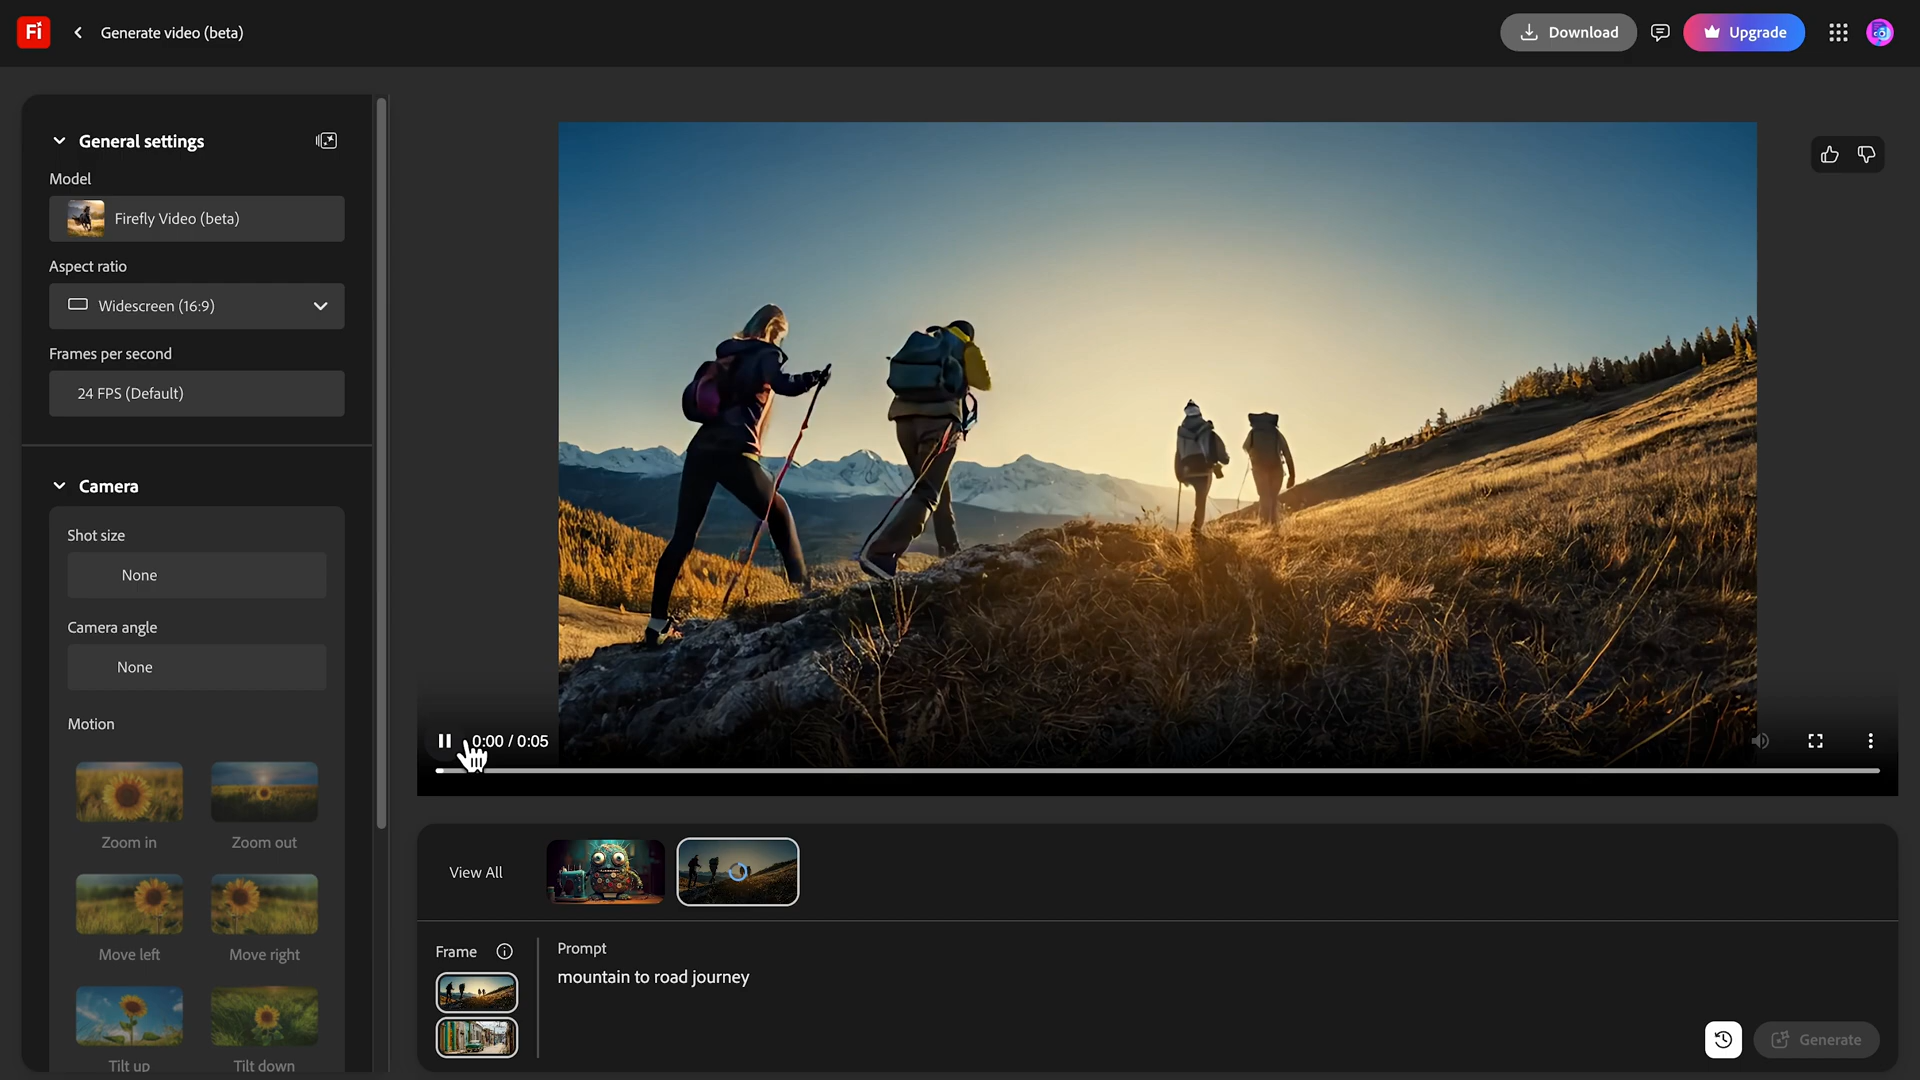 Fi
Generate video (beta)
Download
Upgrade
General settings
Model
Firefly Video (beta)
Aspect ratio
Widescreen (16:9)
Frames per second
24 FPS (Default)
Camera
Shot size
None
Camera angle
None
Motion
Zoom in
Zoom out
Move left
Move right
Tilt up
Tilt down
0:00 / 0:05
View All
Frame
Prompt
mountain to road journey
Generate